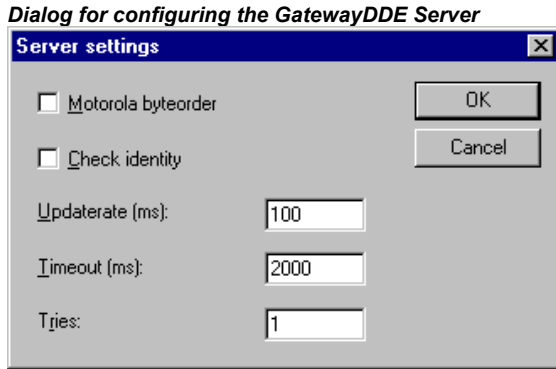 Dialog for configuring the GatewayDDE Server
Server settings
Motorola byteorder
OK
Check identity
Cancel
Updaterate (ms):
100
Timeout (ms):
2000
Tries:
1